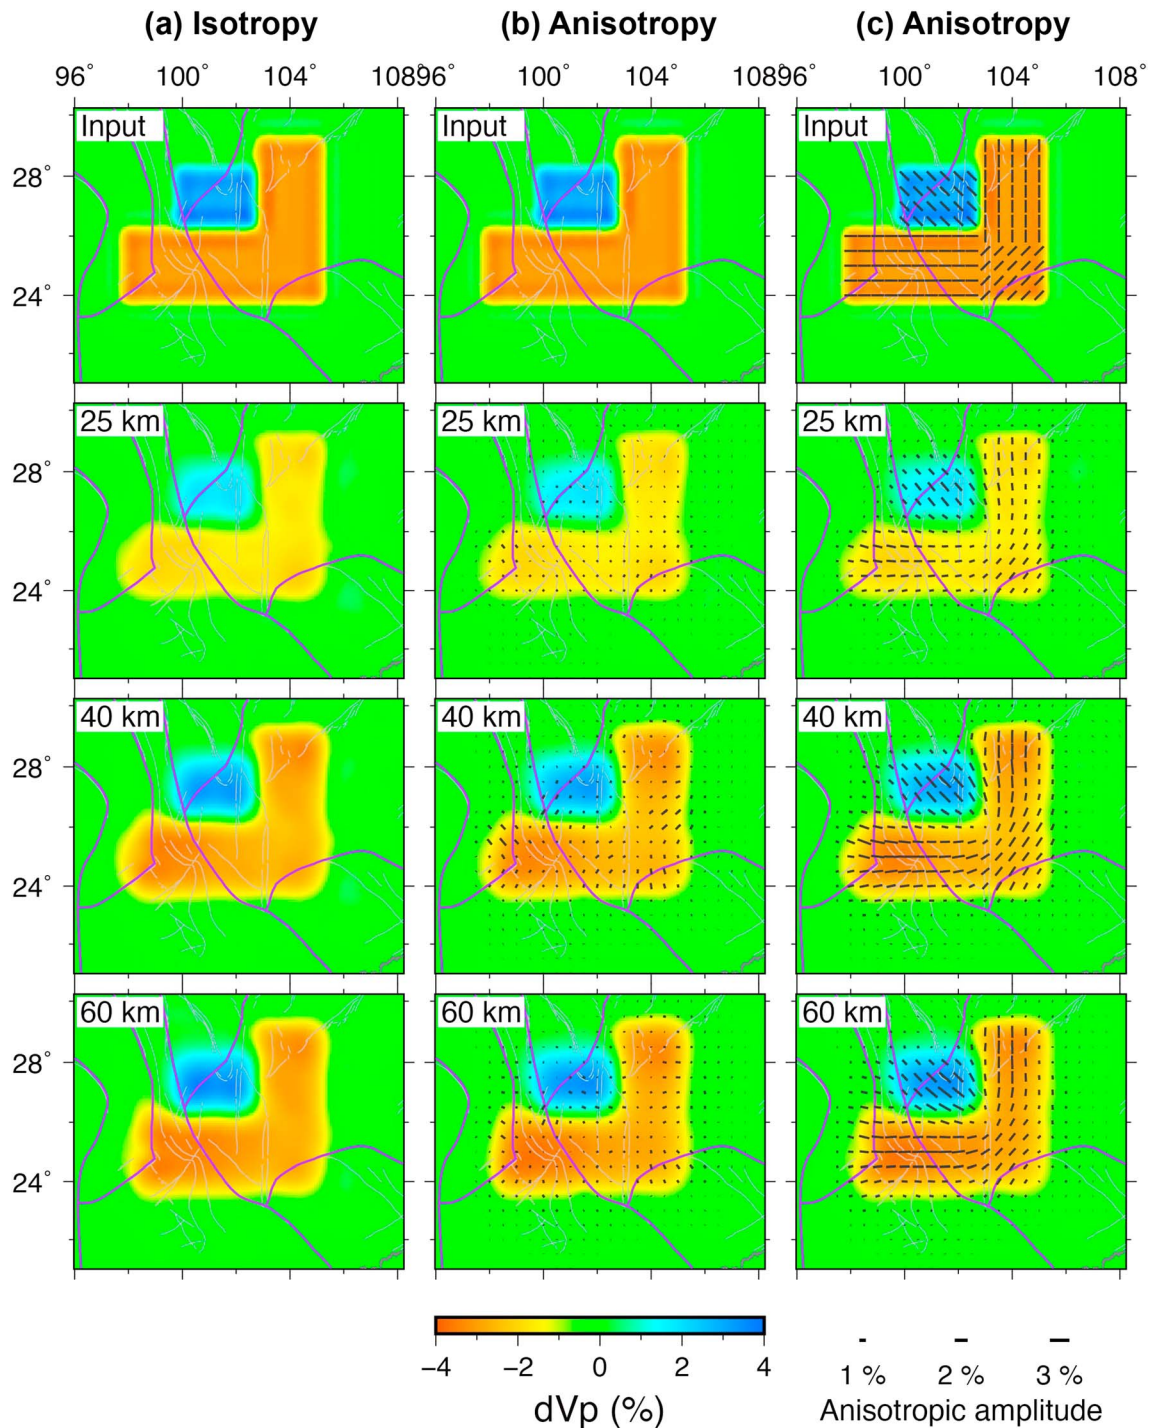 (a) Isotropy (b) Anisotropy (c) Anisotropy
96° 100° 104° 108°96° 100° 104° 108°96° 100° 104° 108°
Input Input Input
28°
24°
25 km 25 km 25 km
28°
24°
40 km 40 km 40 km
28°
24°
60 km 60 km 60 km
28°
24°
−4 −2 0 2 4
1 % 2 % 3 %
dVp (%)
Anisotropic amplitude